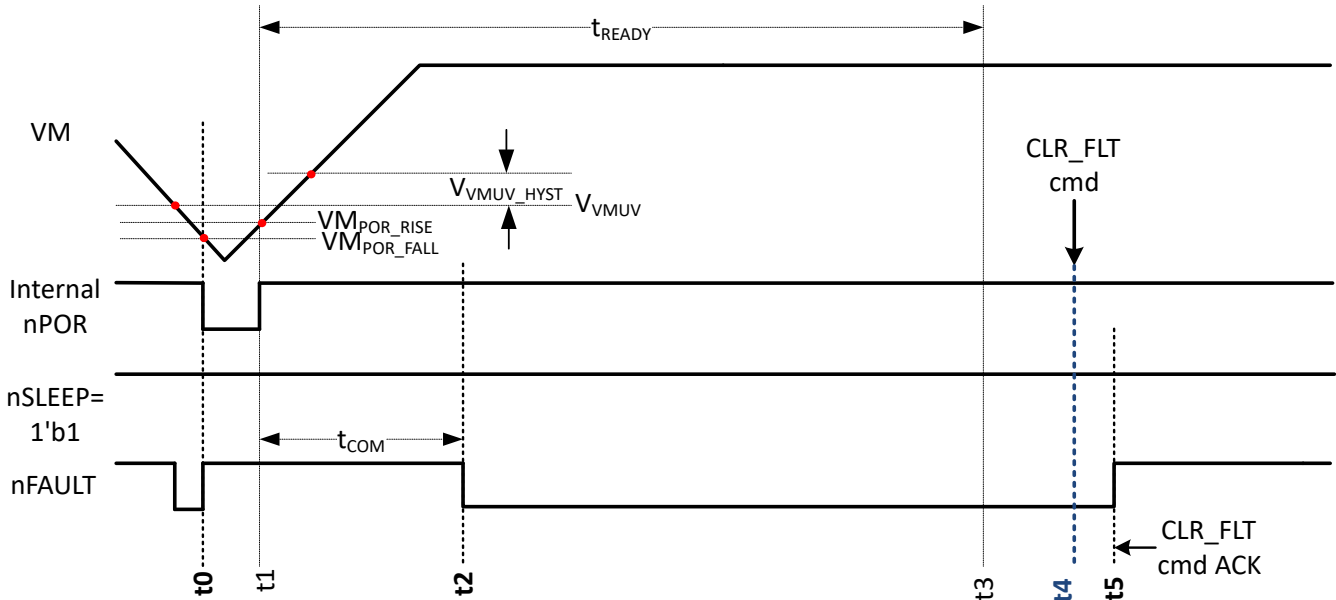 tREADY
VM
CLR_FLT
cmd
VVMUV_HYST
VVMUV
VMPOR_RISE
VMPOR_FALL
Internal
nPOR
nSLEEP=
1'b1
tCOM
nFAULT
CLR_FLT
cmd ACK
t0
t1
t2
t3
t4
t5